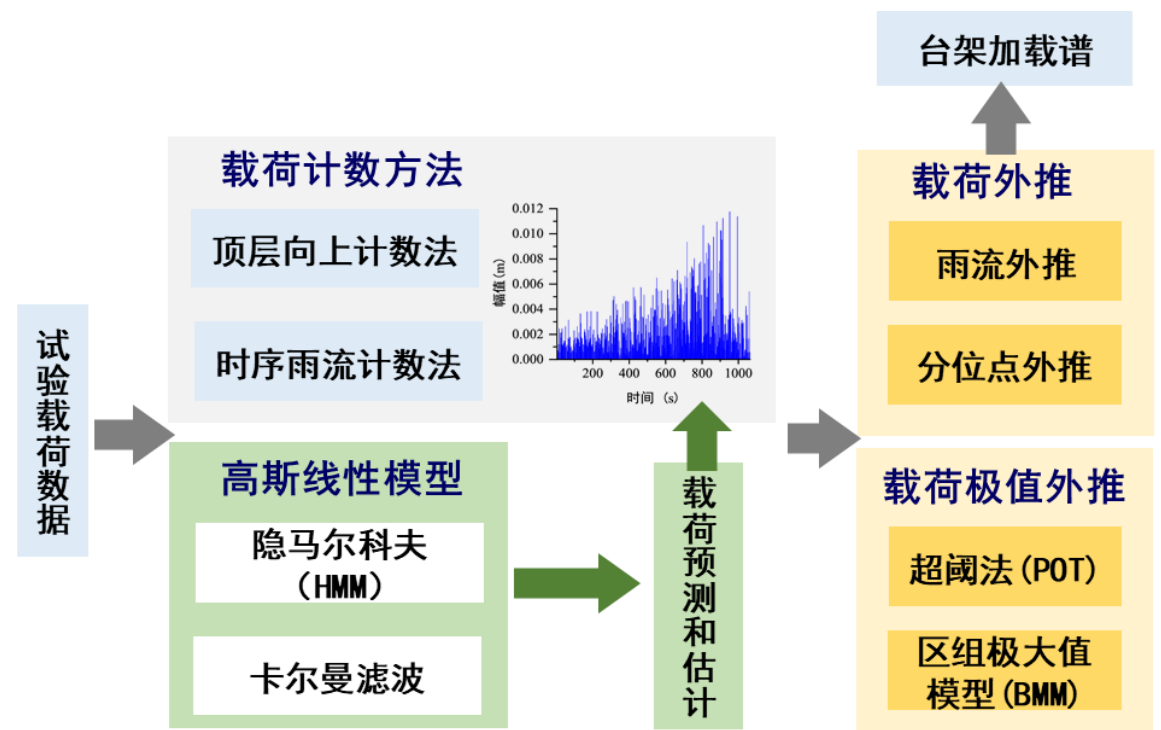 台架加载谱
载荷计数方法
顶层向上计数法
时序雨流计数法
0.012
0.010
0.008
0.006
0.004
0.002
0.000
幅值(m)
200
400
600
800
1000
时间 (s)
试验载荷数据
高斯线性模型
隐马尔科夫
(HMM)
卡尔曼滤波
载荷预测和估计
载荷外推
雨流外推
分位点外推
载荷极值外推
超阈法(POT)
区组极大值
模型(BMM)